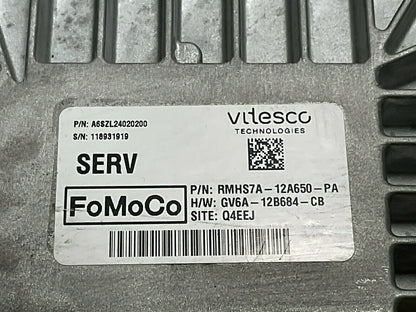 P/N: A6SZL24020200
S/N: 118931919
vitesco
TECHNOLOGIES
SERV
FoMoCo
P/N: RMHS7A-12A650-PA
H/W: GV6A-12B684-CB
SITE: Q4EEJ